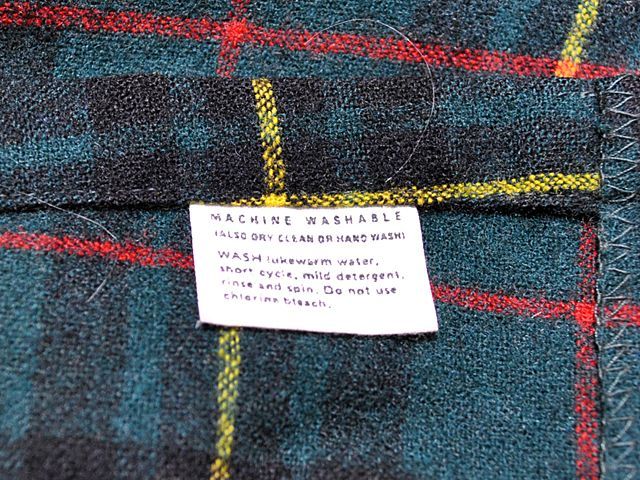 MACHINE WASHABLE
(ALSO DRY CLEAN OR HAND WASH)
WASH lukewarm water,
short cycle, mild detergent,
rinse and spin. Do not use
chlorine bleach.